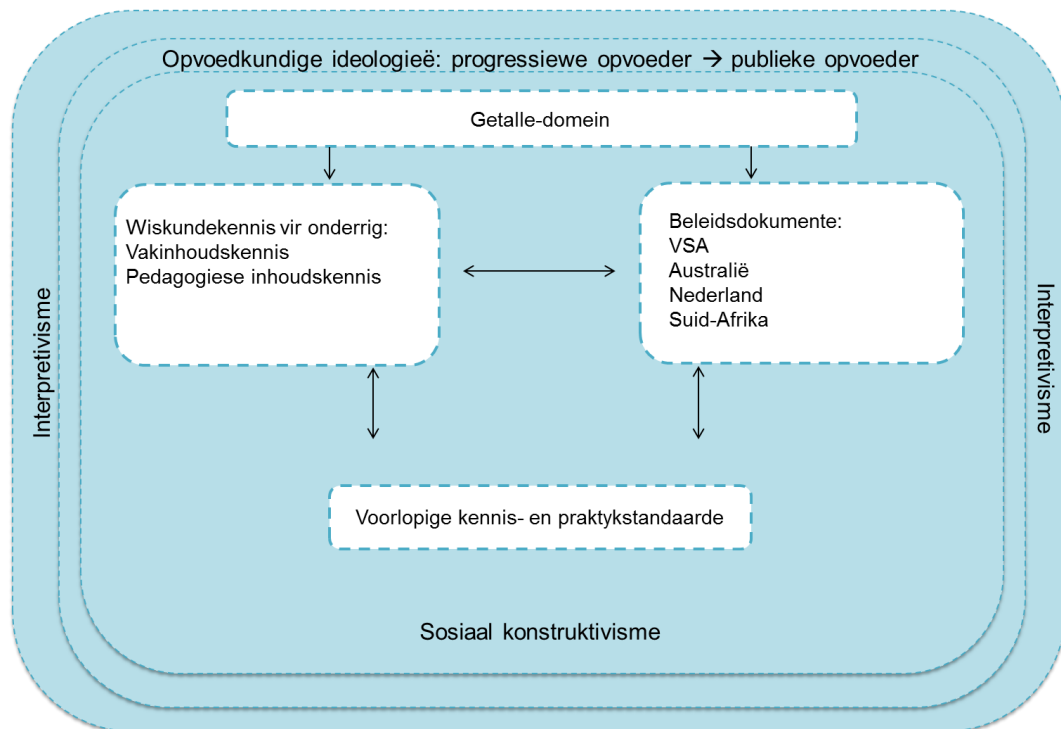 Opvoedkundige ideologieë: progressiewe opvoeder → publieke opvoeder
Getalle-domein
Wiskundekennis vir onderrig:
Vakinhoudskennis
Pedagogiese inhoudskennis
Beleidsdokumente:
VSA
Australië
Nederland
Suid-Afrika
Interpretivisme
Interpretivisme
Voorlopige kennis- en praktykstandaarde
Sosiaal konstruktivisme